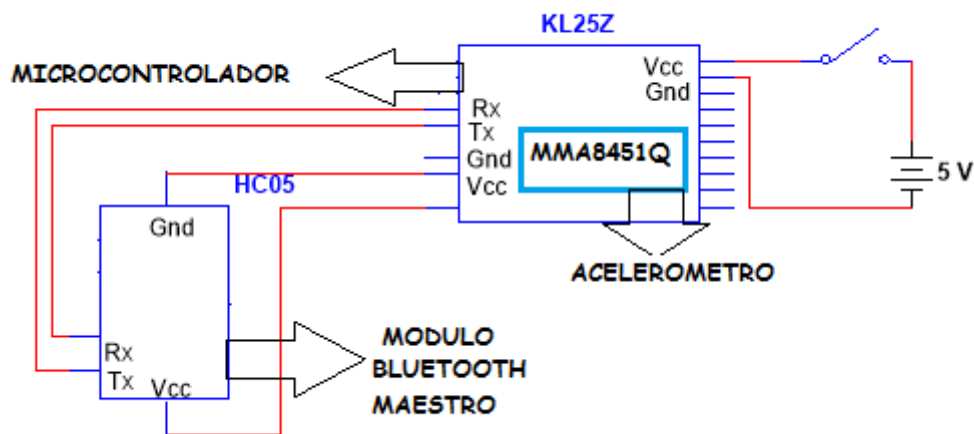 KL25Z
MICROCONTROLADOR
Vcc
Gnd
Rx
Tx
Gnd
Vcc
MMA8451Q
5 V
HC05
Gnd
ACELEROMETRO
Rx
Tx
Vcc
MODULO
BLUETOOTH
MAESTRO